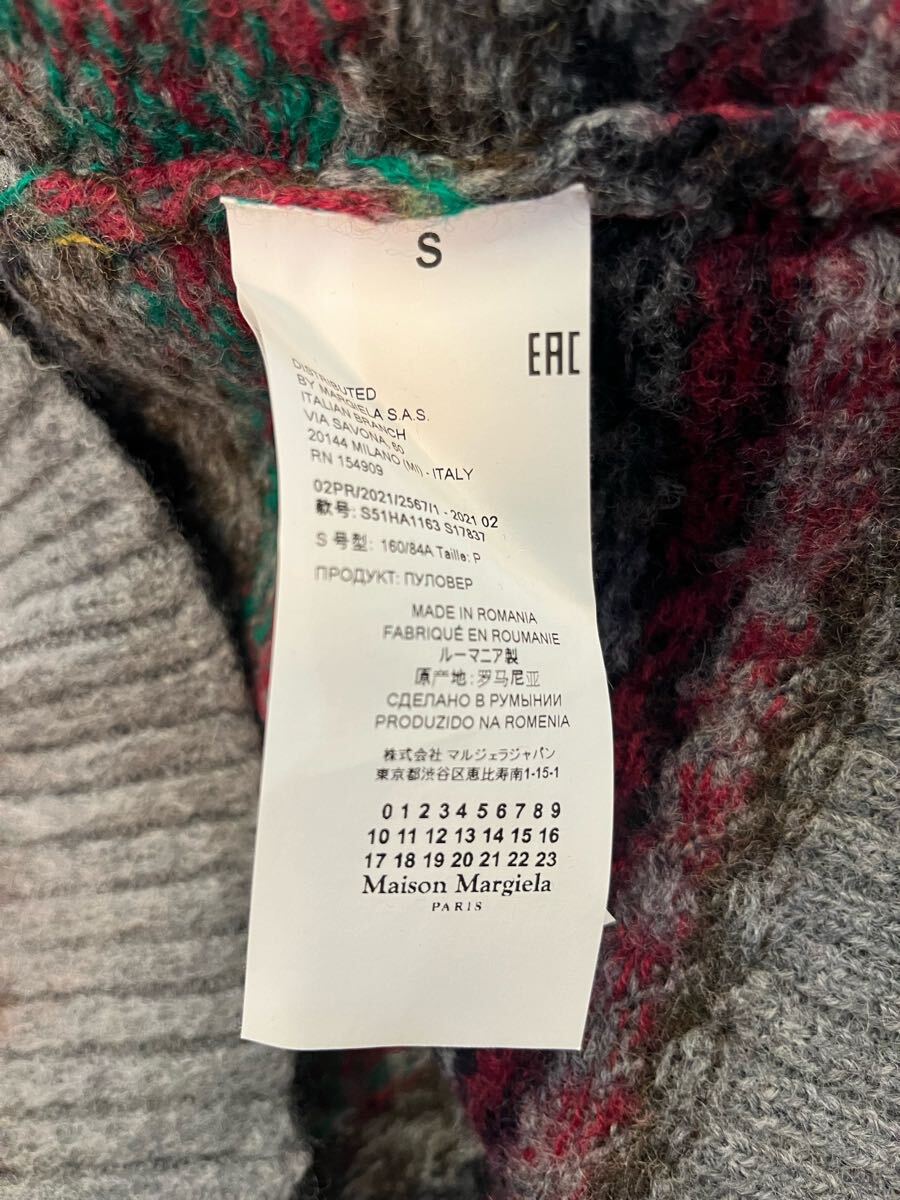 S
EAC
DISTRIBUTED
BY MARGIELA S.A.S.
ITALIAN BRANCH
VIA SAVONA, 60
20144 MILANO (MI) - ITALY
RN 154909
02PR/2021/2567/1 - 2021 02
款号: S51HA1163 S17837
S 号型: 160/84A Taille: P
ПРОДУКТ: ПУЛОВЕР
MADE IN ROMANIA
FABRIQUÉ EN ROUMANIE
ルーマニア製
原产地: 罗马尼亚
СДЕЛАНО В РУМЫНИИ
PRODUZIDO NA ROMENIA
株式会社 マルジェラジャパン
東京都渋谷区恵比寿南1-15-1
0 1 2 3 4 5 6 7 8 9
10 11 12 13 14 15 16
17 18 19 20 21 22 23
Maison Margiela
PARIS